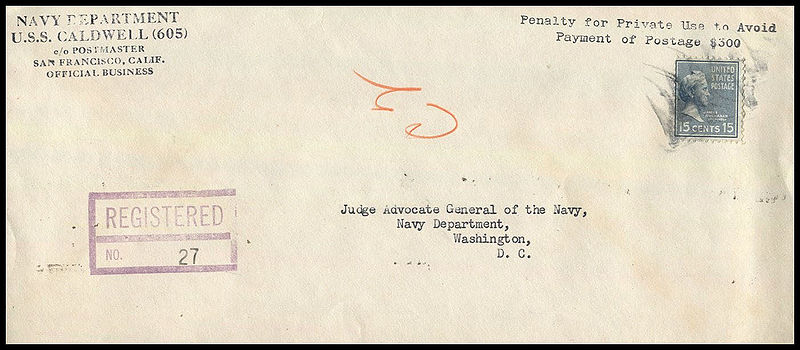 NAVY DEPARTMENT
U.S.S. CALDWELL (605)
c/o POSTMASTER
SAN FRANCISCO, CALIF.
OFFICIAL BUSINESS
Penalty for Private Use to Avoid
Payment of Postage $300
UNITED
STATES
POSTAGE
15 CENTS 15
REGISTERED
NO. 27
Judge Advocate General of the Navy,
Navy Department,
Washington,
D. C.